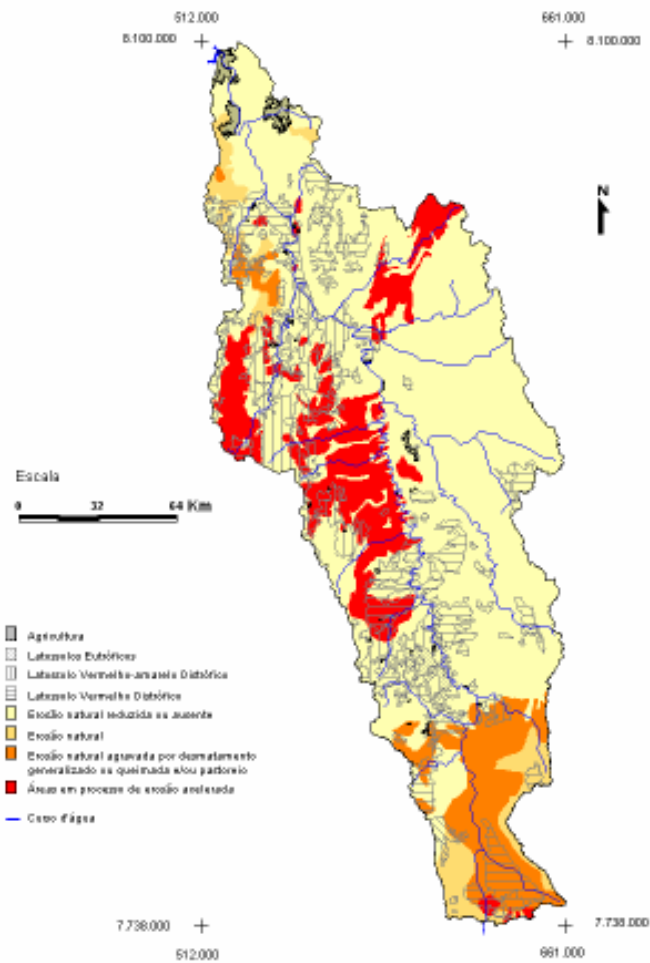 512.000 661.000
8.100.000 8.100.000
N
Escala
0 32 64 Km
Agricultura
Latossolos Eutróficos
Latossolo Vermelho-amarelo Distrófico
Latossolo Vermelho Distrófico
Erosão natural reduzida ou ausente
Erosão natural
Erosão natural agravada por desmatamento
generalizado ou queimada e/ou pastoreio
Áreas em processo de erosão acelerada
Curso d'água
7.738.000 7.738.000
512.000 661.000